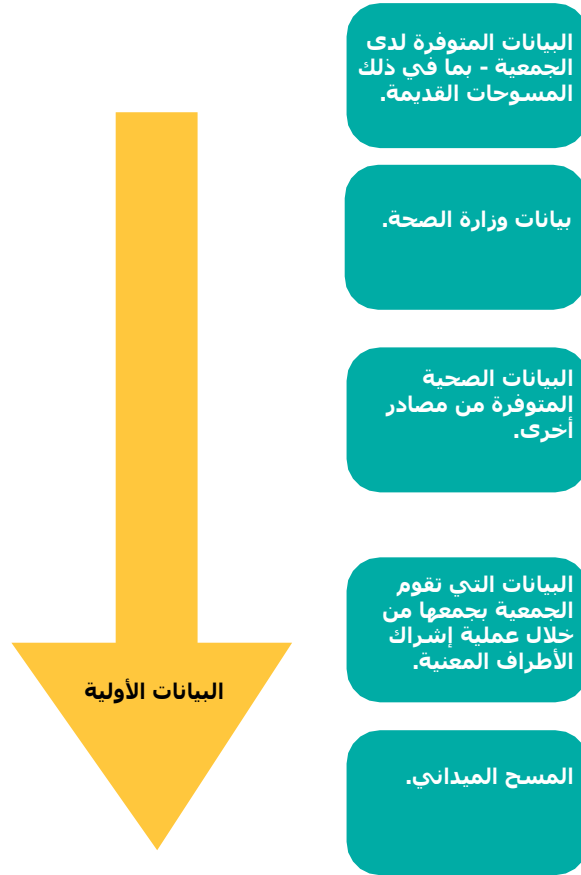 البيانات المتوفرة لدى
الجمعية - بما في ذلك
المسوحات القديمة.
بيانات وزارة الصحة.
البيانات الصحية
المتوفرة من مصادر
أخرى.
البيانات التي تقوم
الجمعية بجمعها من
خلال عملية إشراك
الأطراف المعنية.
البيانات الأولية
المسح الميداني.